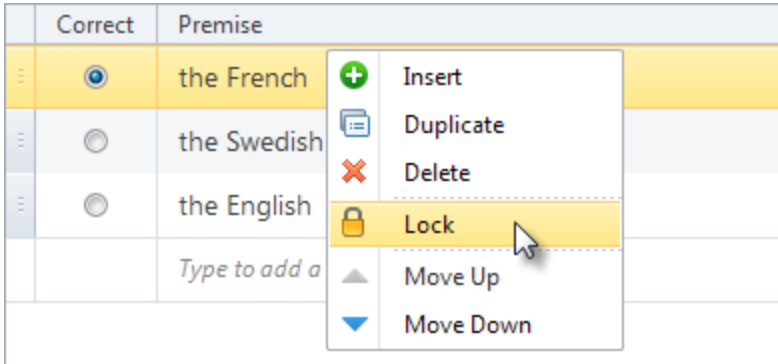 Correct Premise
the French
the Swedish
the English
Type to add a
Insert
Duplicate
Delete
Lock
Move Up
Move Down